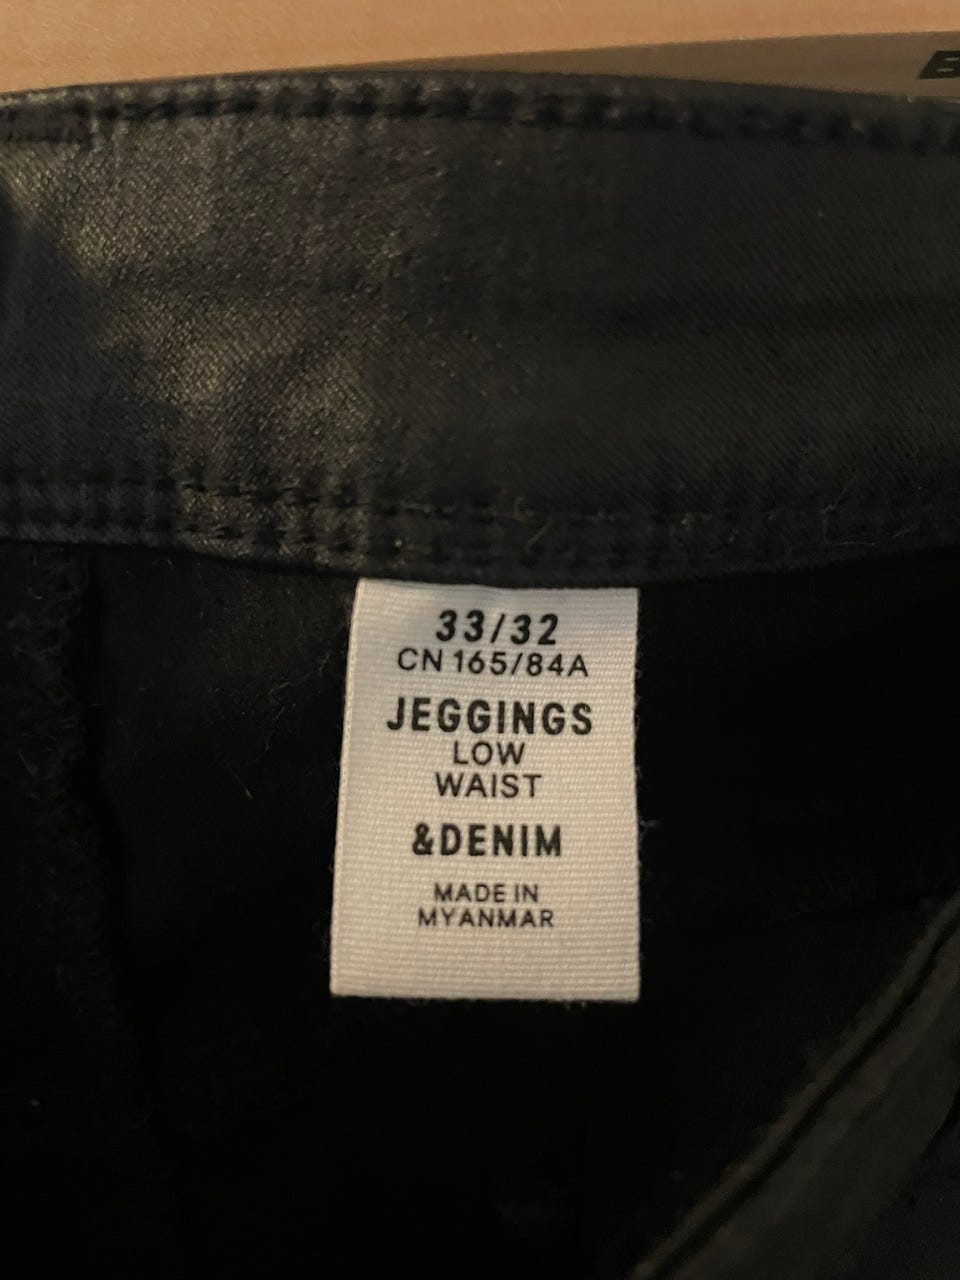 33/32
CN 165/84A
JEGGINGS
LOW
WAIST
&DENIM
MADE IN
MYANMAR